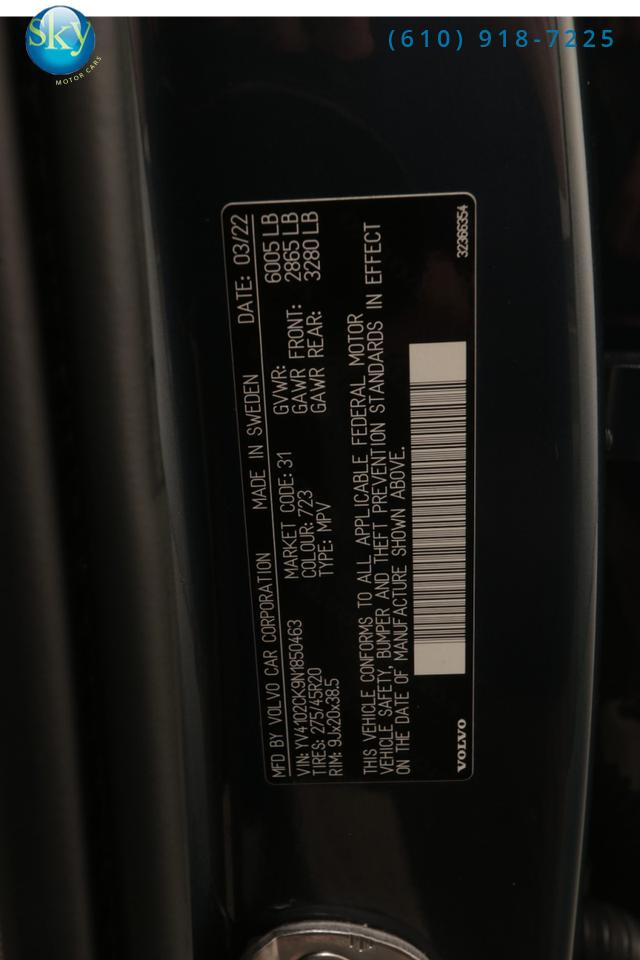 Sky
MOTOR CARS
(610) 918-7225
MFD BY VOLVO CAR CORPORATION MADE IN SWEDEN DATE: 03/22
VIN: YV4102CK9N1850463 MARKET CODE: 31 GVWR: 6005 LB
TIRES: 275/45R20 COLOUR: 723 GAWR FRONT: 2865 LB
RIM: 9Jx20x38.5 TYPE: MPV GAWR REAR: 3280 LB
THIS VEHICLE CONFORMS TO ALL APPLICABLE FEDERAL MOTOR
VEHICLE SAFETY, BUMPER AND THEFT PREVENTION STANDARDS IN EFFECT
ON THE DATE OF MANUFACTURE SHOWN ABOVE.
VOLVO 32366354